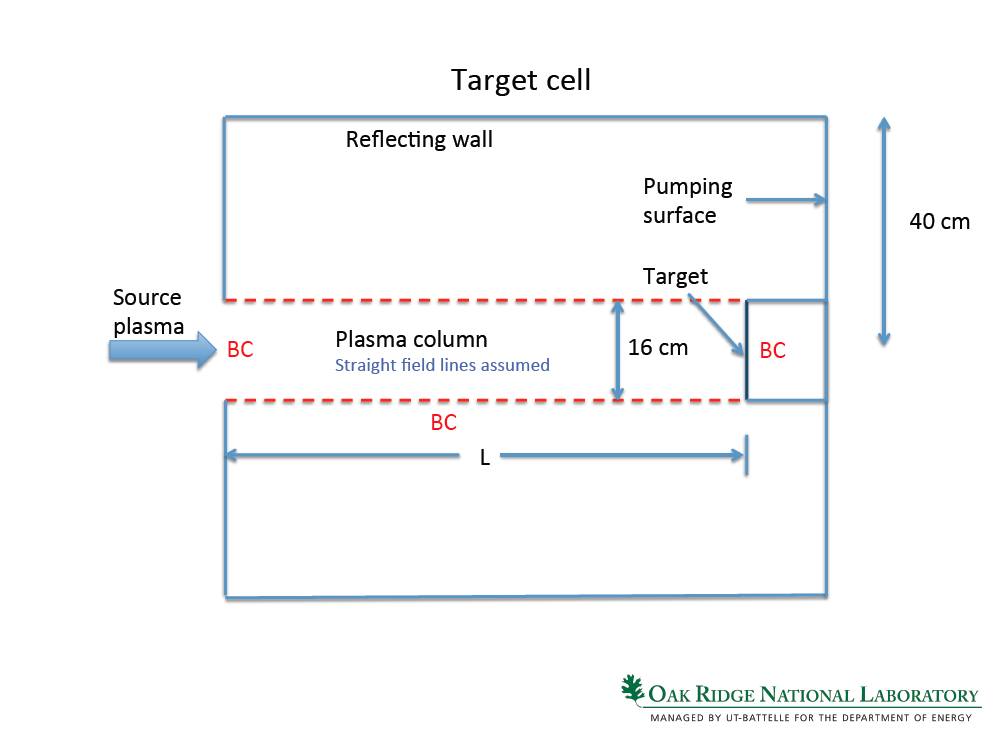 Target cell
Reflecting wall
Pumping
surface
40 cm
Target
Source
plasma
BC
Plasma column
Straight field lines assumed
16 cm
BC
BC
L
OAK RIDGE NATIONAL LABORATORY
MANAGED BY UT-BATTELLE FOR THE DEPARTMENT OF ENERGY